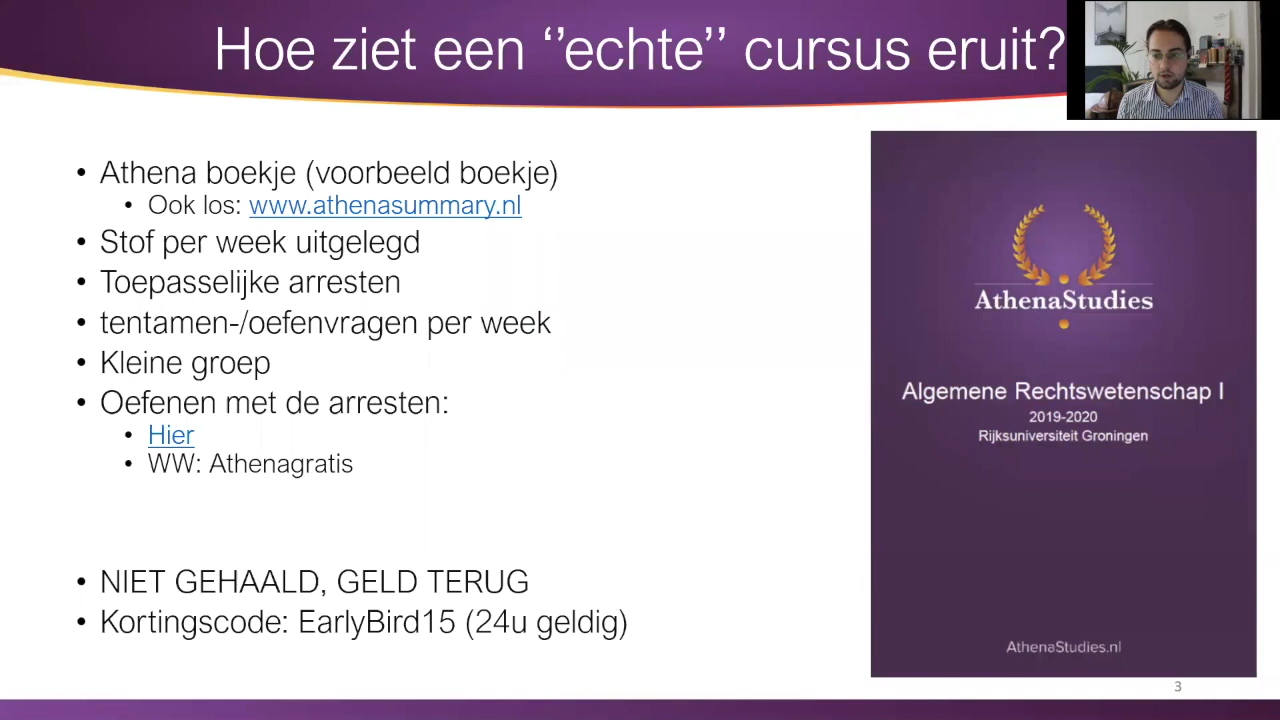 Hoe ziet een ‘’echte’’ cursus eruit?
• Athena boekje (voorbeeld boekje)
• Ook los: www.athenasummary.nl
• Stof per week uitgelegd
• Toepasselijke arresten
• tentamen-/oefenvragen per week
• Kleine groep
• Oefenen met de arresten:
• Hier
• WW: Athenagratis
• NIET GEHAALD, GELD TERUG
• Kortingscode: EarlyBird15 (24u geldig)
AthenaStudies
Algemene Rechtswetenschap I
2019-2020
Rijksuniversiteit Groningen
AthenaStudies.nl
3